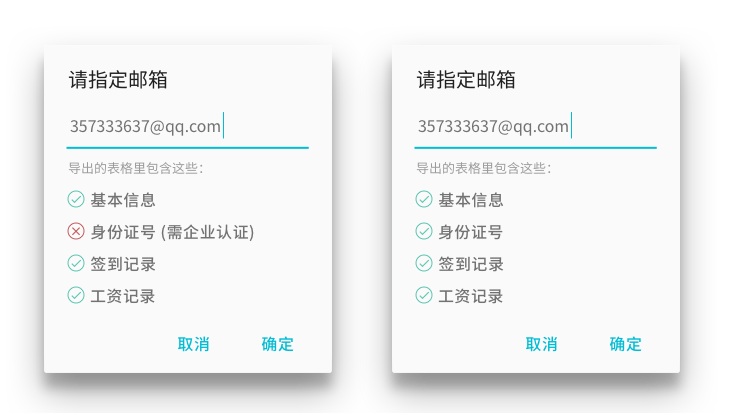 请指定邮箱
357333637@qq.com
导出的表格里包含这些：
基本信息
身份证号 (需企业认证)
签到记录
工资记录
取消 确定
请指定邮箱
357333637@qq.com
导出的表格里包含这些：
基本信息
身份证号
签到记录
工资记录
取消 确定